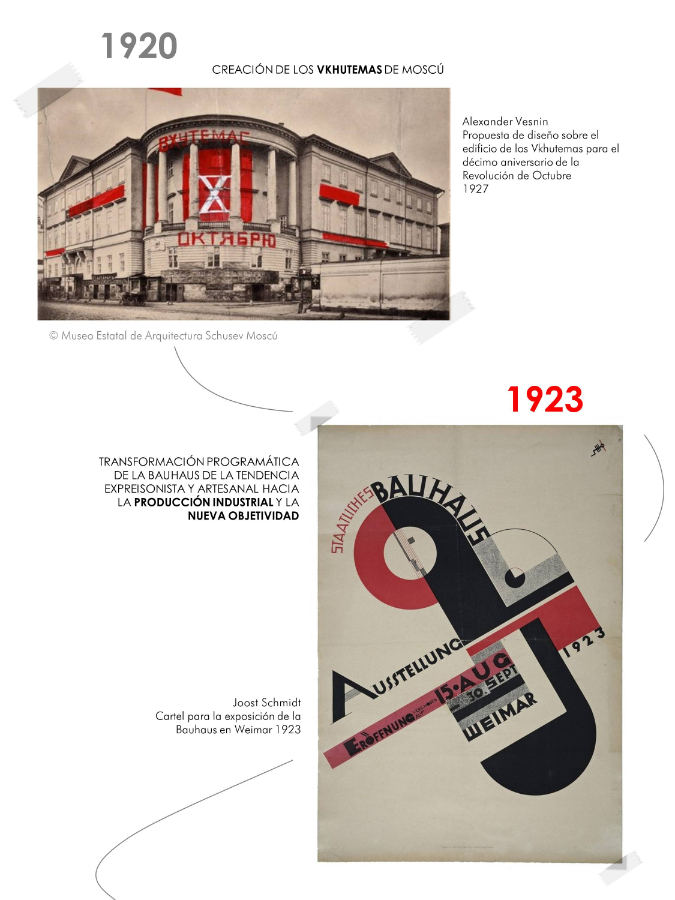 1920
CREACIÓN DE LOS VKHUTEMAS DE MOSCÚ
ВХУТЕМАС
X
ОКТЯБРЮ
Alexander Vesnin
Propuesta de diseño sobre el
edificio de los Vkhutemas para el
décimo aniversario de la
Revolución de Octubre
1927
© Museo Estatal de Arquitectura Schusev Moscú
1923
TRANSFORMACIÓN PROGRAMÁTICA
DE LA BAUHAUS DE LA TENDENCIA
EXPREISONISTA Y ARTESANAL HACIA
LA PRODUCCIÓN INDUSTRIAL Y LA
NUEVA OBJETIVIDAD
STAATLICHES
BAUHAUS
AUSSTELLUNG
1923
15·AUG
30. SEPT
ERÖFFNUNG
WEIMAR
Joost Schmidt
Cartel para la exposición de la
Bauhaus en Weimar 1923